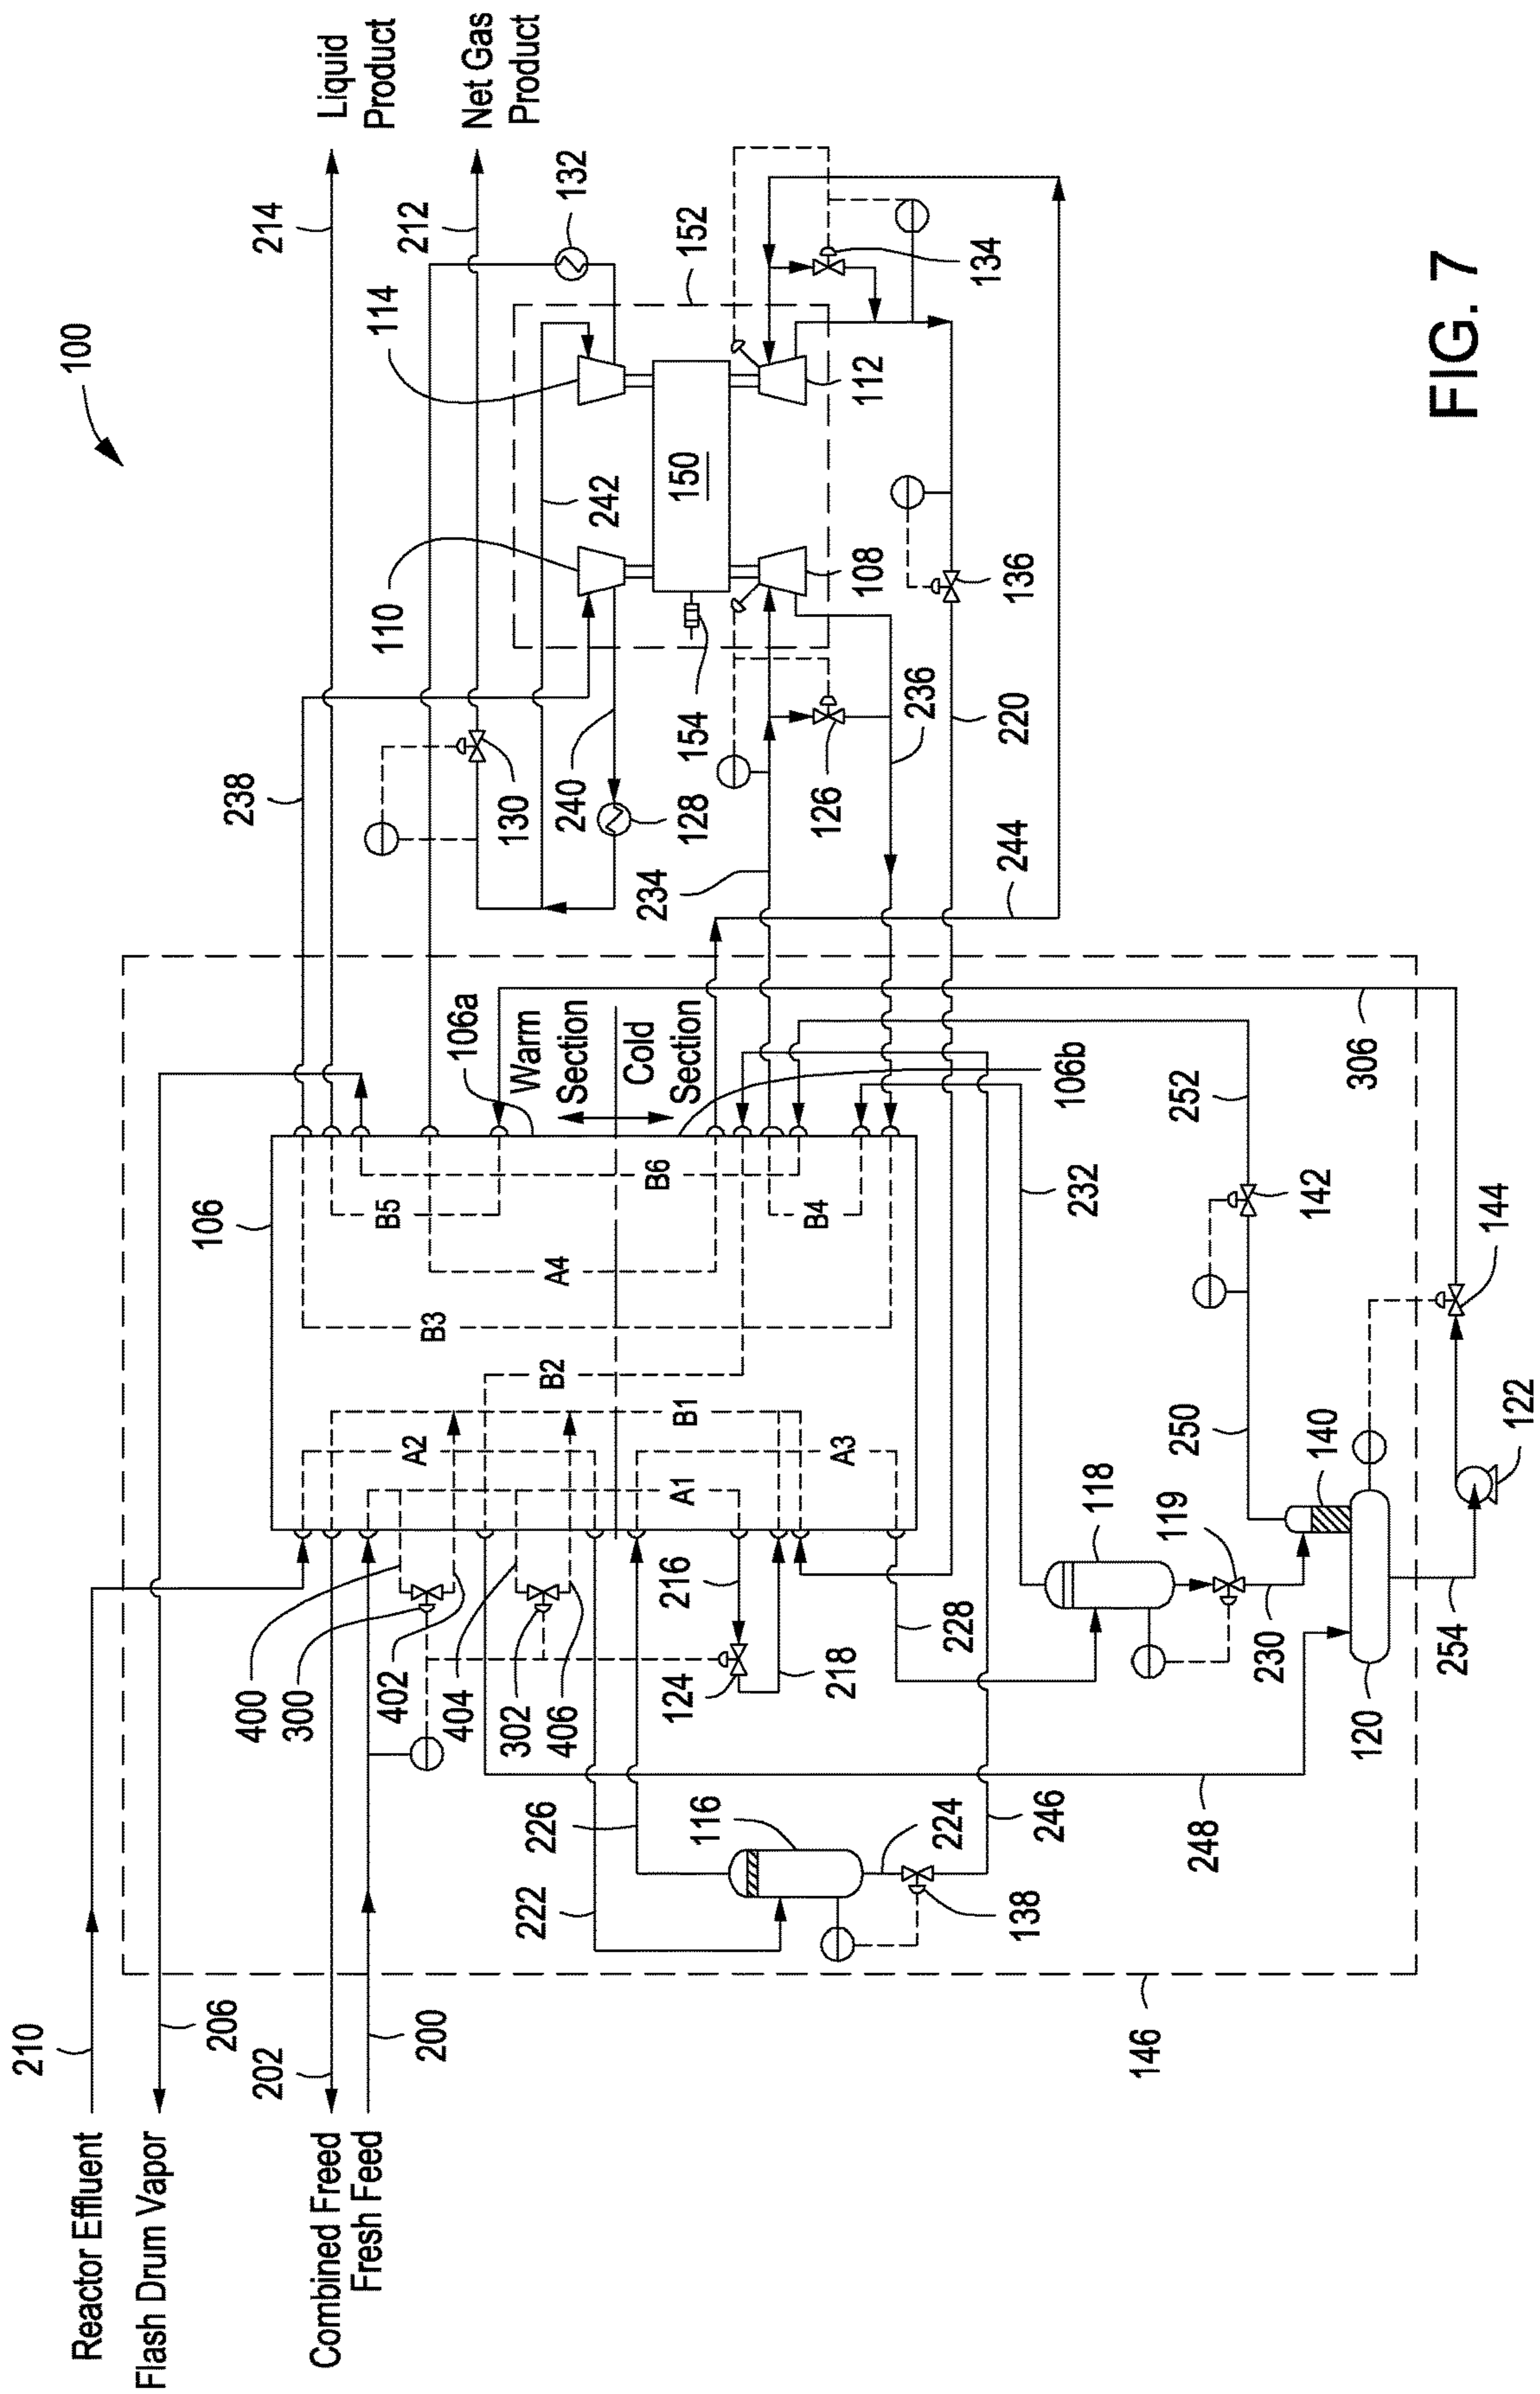 100
210
Reactor Effluent
Flash Drum Vapor
206
106
238
214
400
202
300
Combined Freed
Liquid
Fresh Feed
Product
402
B5
110
114
A2
212
200
B3
404
106a
Net Gas
Product
302
130
Warm
Section
222
226
B2
A4
406
240
132
242
Cold
Section
234
B6
124
216
A1
B1
128
154
150
152
116
B4
126
218
A3
108
112
224
236
228
134
138
220
136
244
246
232
106b
118
146
119
250
248
252
230
142
140
120
306
254
FIG. 7
144
122